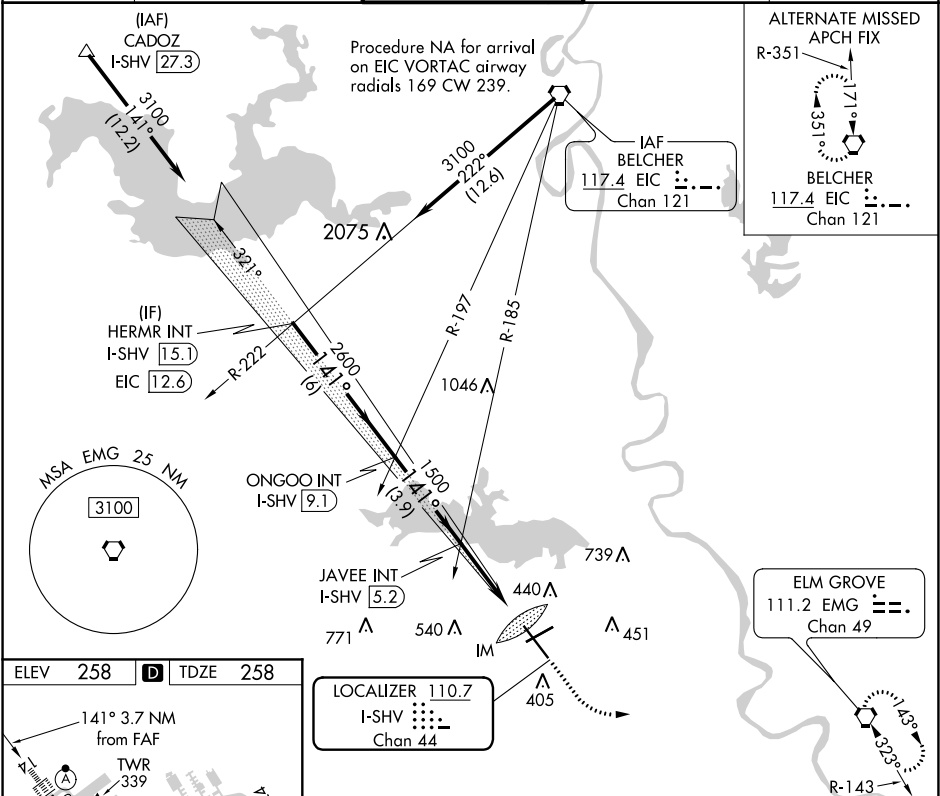 (IAF)
CADOZ
I-SHV 27.3
3100
141°
(12.2)
Procedure NA for arrival
on EIC VORTAC airway
radials 169 CW 239.
3100
222°
(12.6)
IAF
BELCHER
117.4 EIC
Chan 121
ALTERNATE MISSED
APCH FIX
R-351
171°
351°
BELCHER
117.4 EIC
Chan 121
2075
321°
(IF)
HERMR INT
I-SHV 15.1
EIC 12.6
R-222
2600
141°
(6)
R-197
R-185
1046
MSA EMG 25 NM
3100
ONGOO INT
I-SHV 9.1
1500
141°
(3.9)
JAVEE INT
I-SHV 5.2
739
440
771
540
451
IM
405
LOCALIZER 110.7
I-SHV
Chan 44
ELM GROVE
111.2 EMG
Chan 49
143°
323°
R-143
ELEV 258 D TDZE 258
141° 3.7 NM
from FAF
TWR
339
14
A